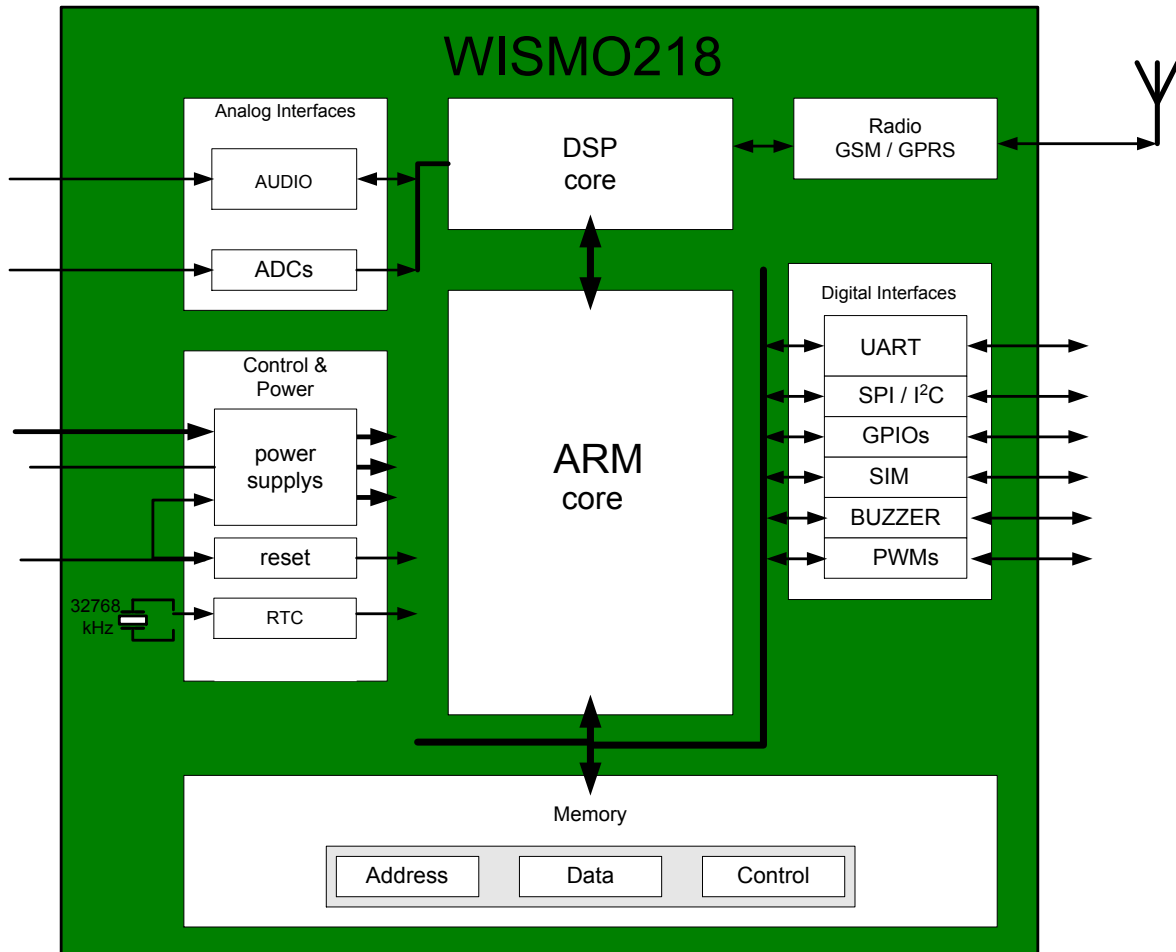 WISMO218
Analog Interfaces
AUDIO
ADCs
DSP
core
Radio
GSM / GPRS
Control &
Power
power
supplys
reset
32768
kHz
RTC
ARM
core
Digital Interfaces
UART
SPI / I²C
GPIOs
SIM
BUZZER
PWMs
Memory
Address
Data
Control